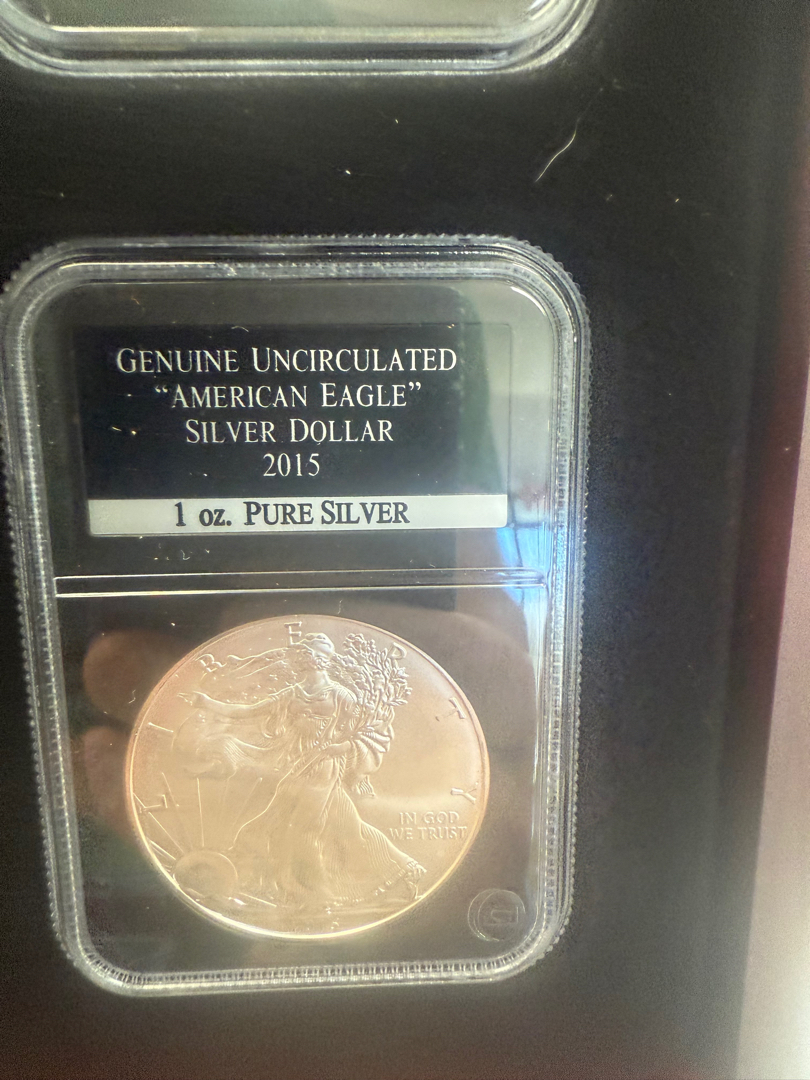 GENUINE UNCIRCULATED
“AMERICAN EAGLE”
SILVER DOLLAR
2015
1 oz. PURE SILVER
LIBERTY
IN GOD
WE TRUST